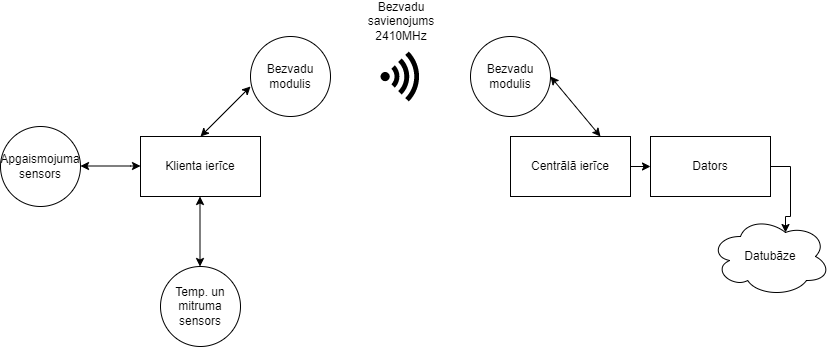 Bezvadu
savienojums
2410MHz
Bezvadu
modulis
Bezvadu
modulis
Apgaismojuma
sensors
Klienta ierīce
Centrālā ierīce
Dators
Datubāze
Temp. un
mitruma
sensors